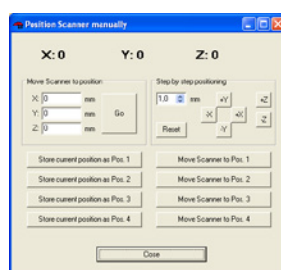 Position Scanner manually
X: 0 Y: 0 Z: 0
Move Scanner to position
Step by step positioning
X: 0 mm
Y: 0 mm
Z: 0 mm
Go
1,0 mm
+Y
-X +X
-Y
+Z
-Z
Reset
Store current position as Pos. 1
Move Scanner to Pos. 1
Store current position as Pos. 2
Move Scanner to Pos. 2
Store current position as Pos. 3
Move Scanner to Pos. 3
Store current position as Pos. 4
Move Scanner to Pos. 4
Close